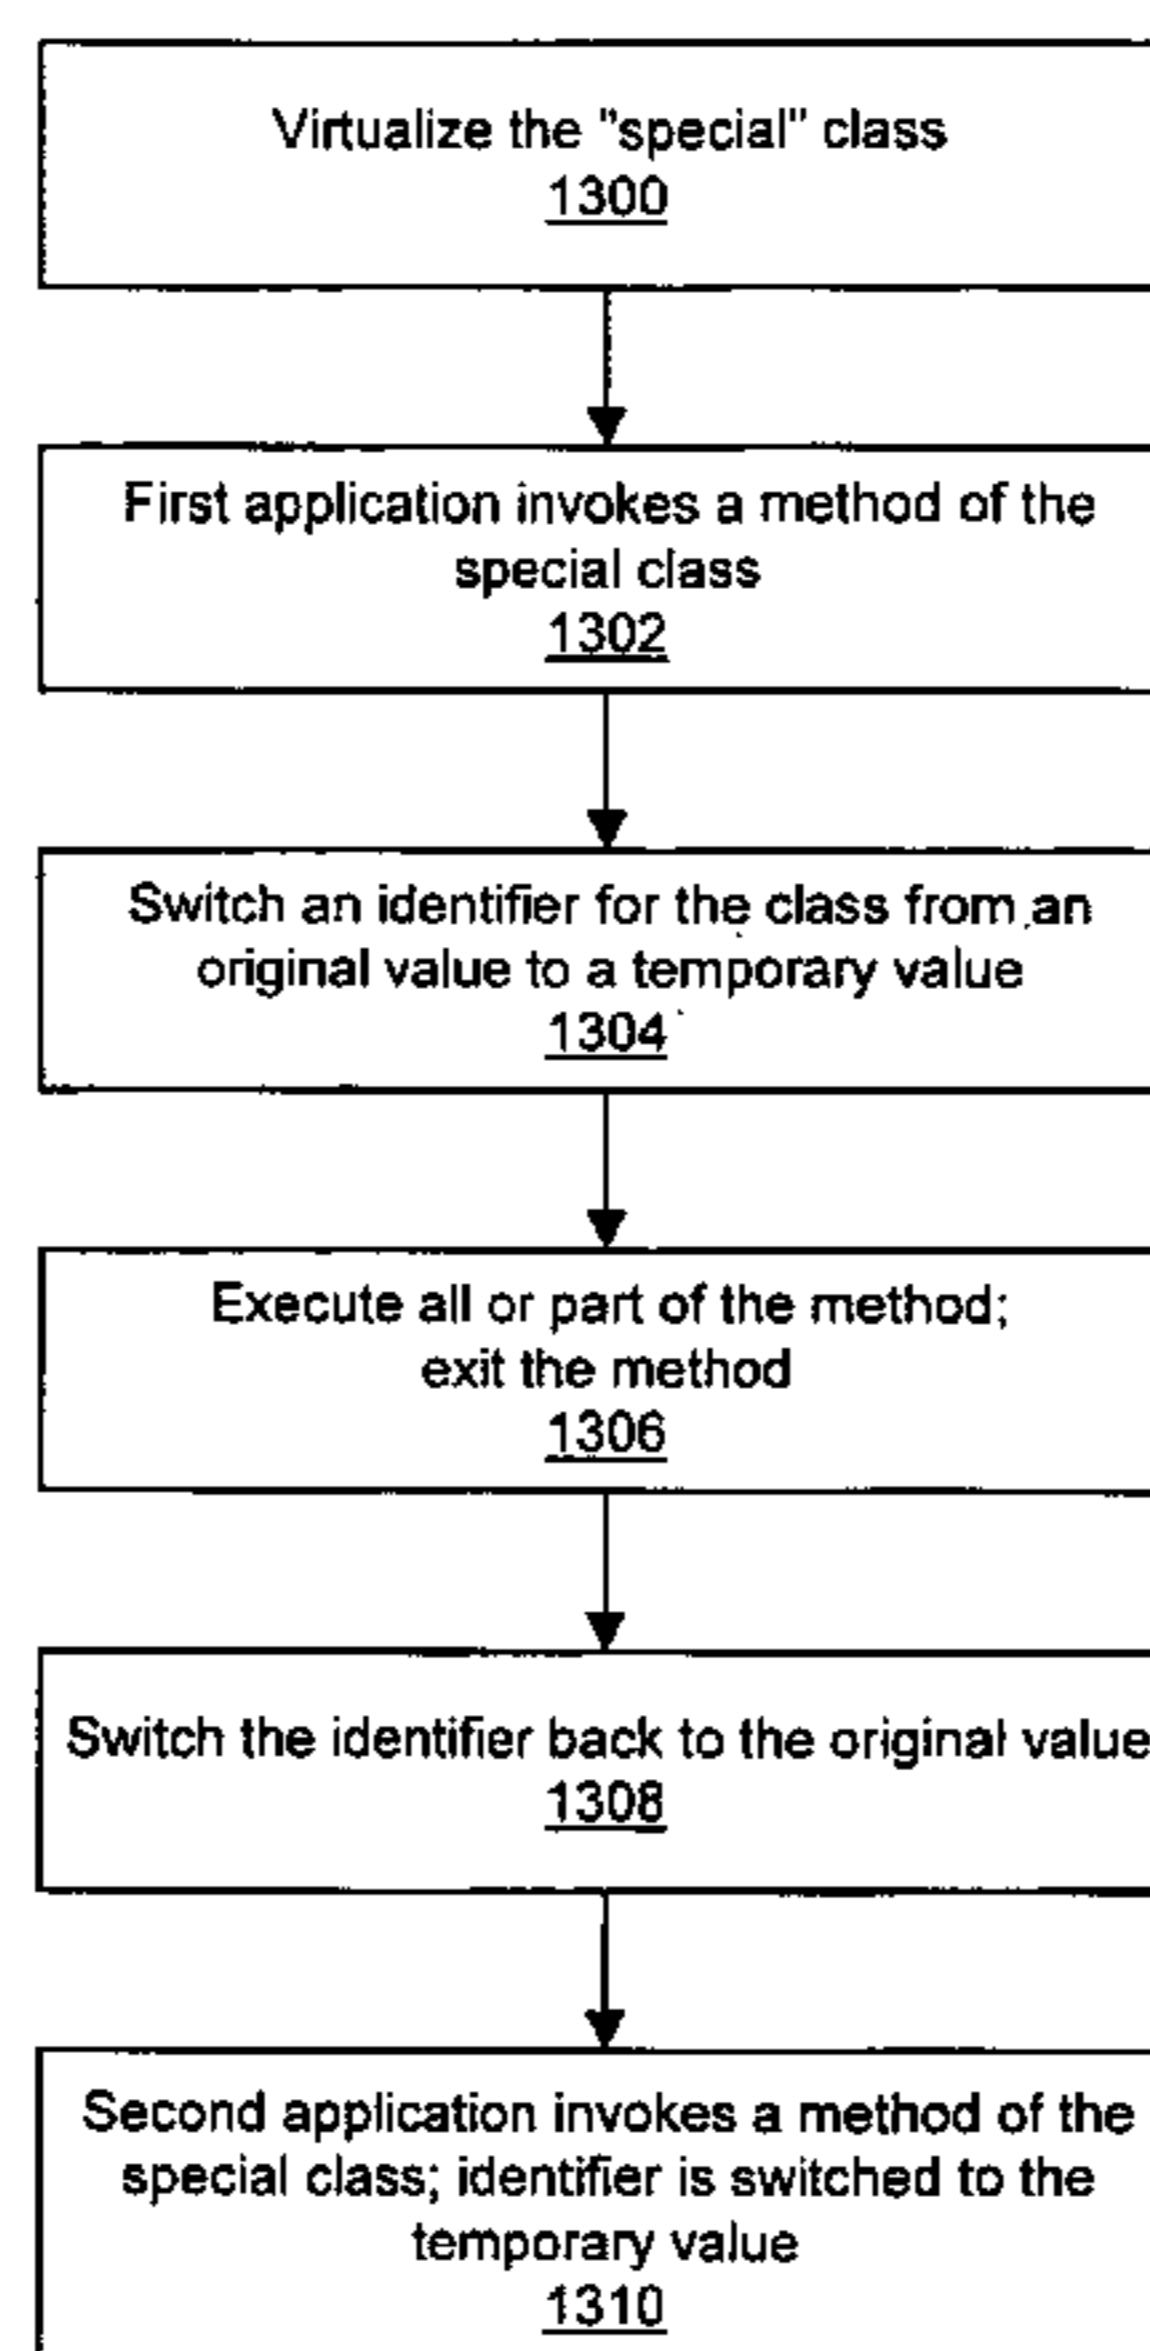 Virtualize the "special" class
1300
First application invokes a method of the
special class
1302
Switch an identifier for the class from an
original value to a temporary value
1304
Execute all or part of the method;
exit the method
1306
Switch the identifier back to the original value
1308
Second application invokes a method of the
special class; identifier is switched to the
temporary value
1310